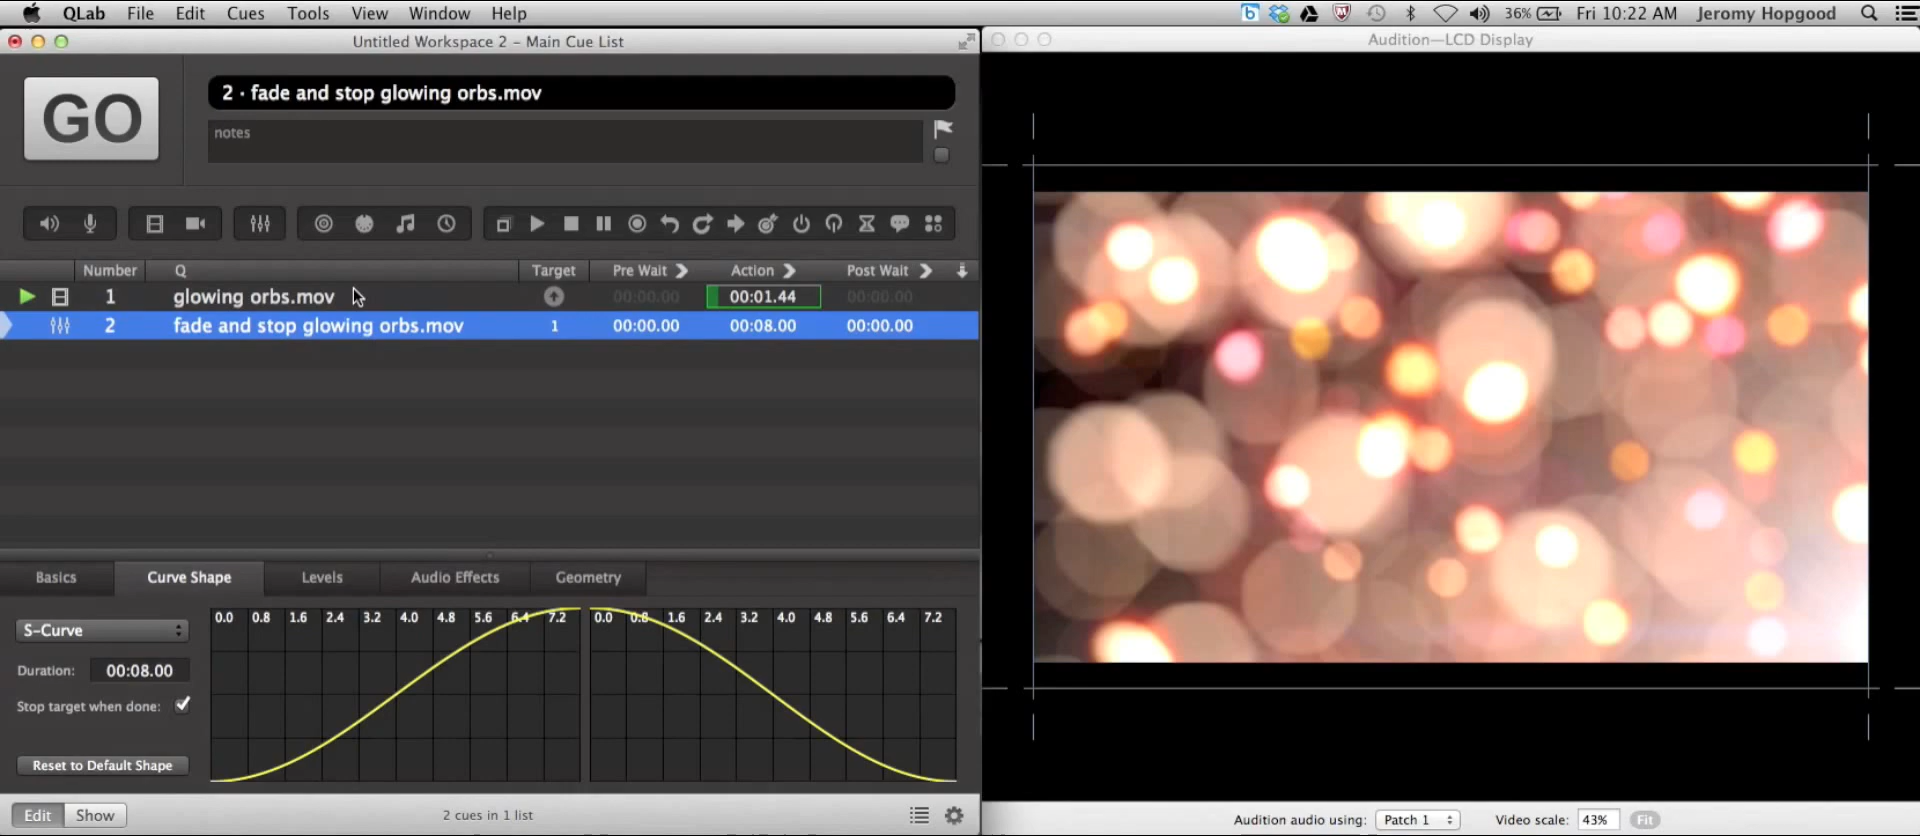 QLab File Edit Cues Tools View Window Help
36% Fri 10:22 AM Jeromy Hopgood
Untitled Workspace 2 – Main Cue List
Audition—LCD Display
GO
2 · fade and stop glowing orbs.mov
notes
Number Q Target Pre Wait Action Post Wait
1 glowing orbs.mov 00:00.00 00:01.44 00:00.00
2 fade and stop glowing orbs.mov 1 00:00.00 00:08.00 00:00.00
Basics Curve Shape Levels Audio Effects Geometry
0.0 0.8 1.6 2.4 3.2 4.0 4.8 5.6 6.4 7.2 0.0 0.8 1.6 2.4 3.2 4.0 4.8 5.6 6.4 7.2
S-Curve
Duration: 00:08.00
Stop target when done:
Reset to Default Shape
Edit Show
2 cues in 1 list
Audition audio using: Patch 1 Video scale: 43% Fit